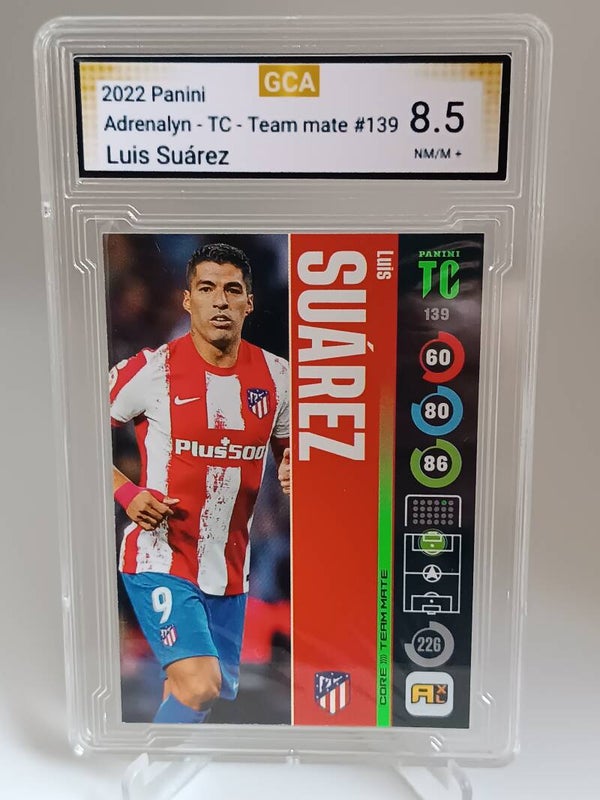 GCA
2022 Panini
Adrenalyn - TC - Team mate #139
Luis Suárez
8.5
NM/M +
Luis
SUÁREZ
PANINI
TC
139
60
80
86
226
AXL
CORE ))) TEAM MATE
Plus500
9